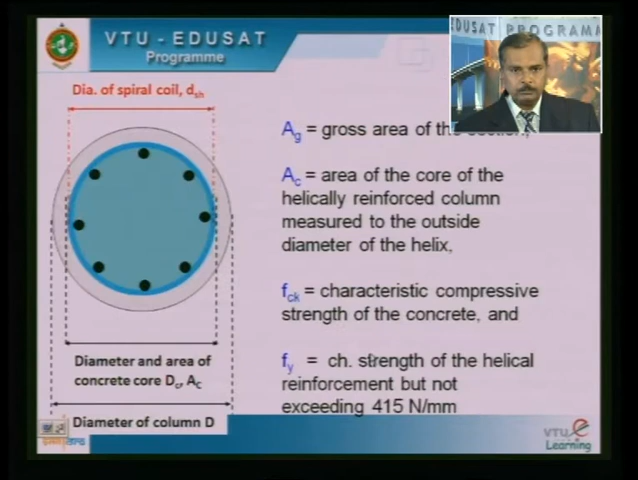 VTU - EDUSAT
Programme
EDUSAT PROGRAMM
Dia. of spiral coil, dsh
Ag = gross area of the section,
Ac = area of the core of the
helically reinforced column
measured to the outside
diameter of the helix,
fck = characteristic compressive
strength of the concrete, and
fy = ch. strength of the helical
reinforcement but not
exceeding 415 N/mm
Diameter and area of
concrete core Dc, Ac
Diameter of column D
VTU e
Learning